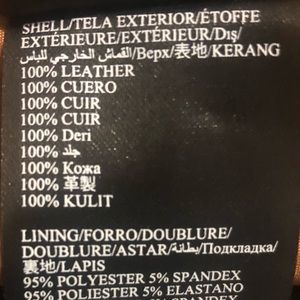 SHELL/TELA EXTERIOR/ÉTOFFE
EXTÉRIEURE/EXTÉRIEUR/Dış/
القماش الخارجي للباس/Верх/表地/KERANG
100% LEATHER
100% CUERO
100% CUIR
100% CUIR
100% Deri
100% جلد
100% Кожа
100% 革製
100% KULIT
LINING/FORRO/DOUBLURE/
DOUBLURE/ASTAR/بطانة/Подкладка/
裏地/LAPIS
95% POLYESTER 5% SPANDEX
95% POLIESTER 5% ELASTANO
SPANDEX